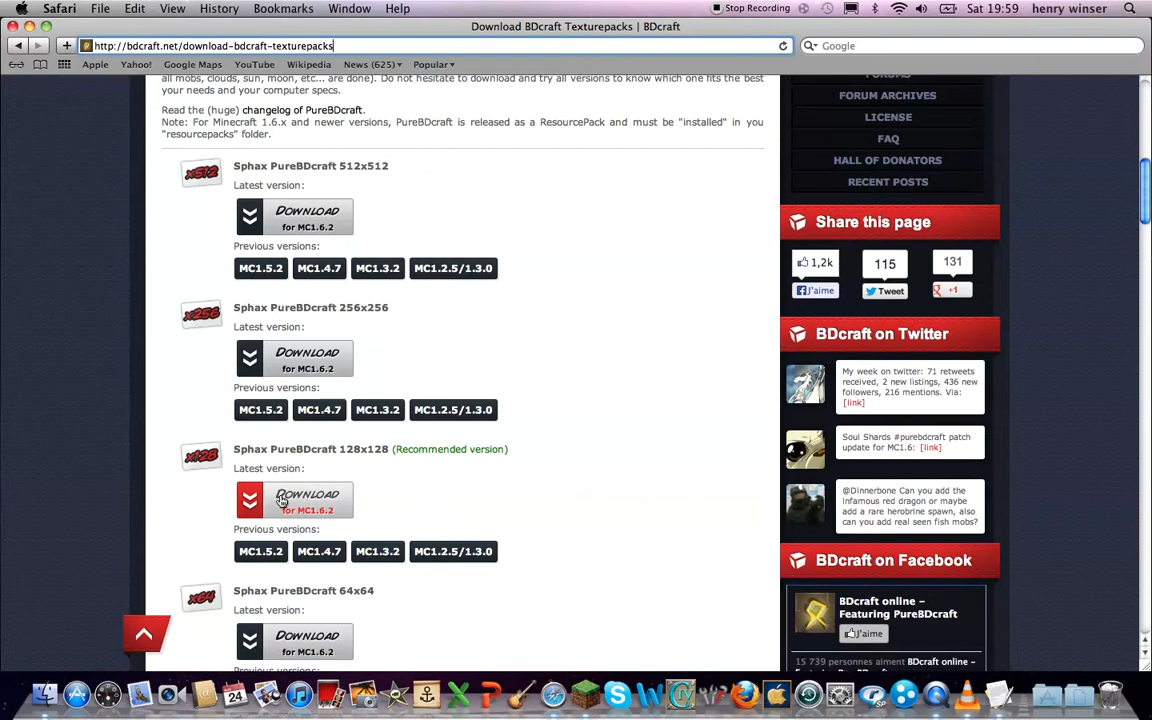 Safari File Edit View History Bookmarks Window Help Stop Recording Sat 19:59 henry winser
Download BDcraft Texturepacks | BDcraft
http://bdcraft.net/download-bdcraft-texturepacks Google
Apple Yahoo! Google Maps YouTube Wikipedia News (625) Popular
all mobs, clouds, sun, moon, etc... are done). Do not hesitate to download and try all versions to know which one fits the best
your needs and your computer specs.
Read the (huge) changelog of PureBDcraft.
Note: For Minecraft 1.6.x and newer versions, PureBDcraft is released as a ResourcePack and must be "installed" in you
"resourcepacks" folder.
x512
Sphax PureBDcraft 512x512
Latest version:
DOWNLOAD
for MC1.6.2
Previous versions:
MC1.5.2 MC1.4.7 MC1.3.2 MC1.2.5/1.3.0
x256
Sphax PureBDcraft 256x256
Latest version:
DOWNLOAD
for MC1.6.2
Previous versions:
MC1.5.2 MC1.4.7 MC1.3.2 MC1.2.5/1.3.0
x128
Sphax PureBDcraft 128x128 (Recommended version)
Latest version:
DOWNLOAD
for MC1.6.2
Previous versions:
MC1.5.2 MC1.4.7 MC1.3.2 MC1.2.5/1.3.0
x64
Sphax PureBDcraft 64x64
Latest version:
DOWNLOAD
for MC1.6.2
FORUMS
FORUM ARCHIVES
LICENSE
FAQ
HALL OF DONATORS
RECENT POSTS
Share this page
1,2k 115 131
J'aime Tweet +1
BDcraft on Twitter
My week on twitter: 71 retweets
received, 2 new listings, 436 new
followers, 216 mentions. Via:
[link]
Soul Shards #purebdcraft patch
update for MC1.6: [link]
@Dinnerbone Can you add the
infamous red dragon or maybe
add a rare herobrine spawn, also
can you add real seen fish mobs?
BDcraft on Facebook
BDcraft online –
Featuring PureBDcraft
J'aime
15 739 personnes aiment BDcraft online –